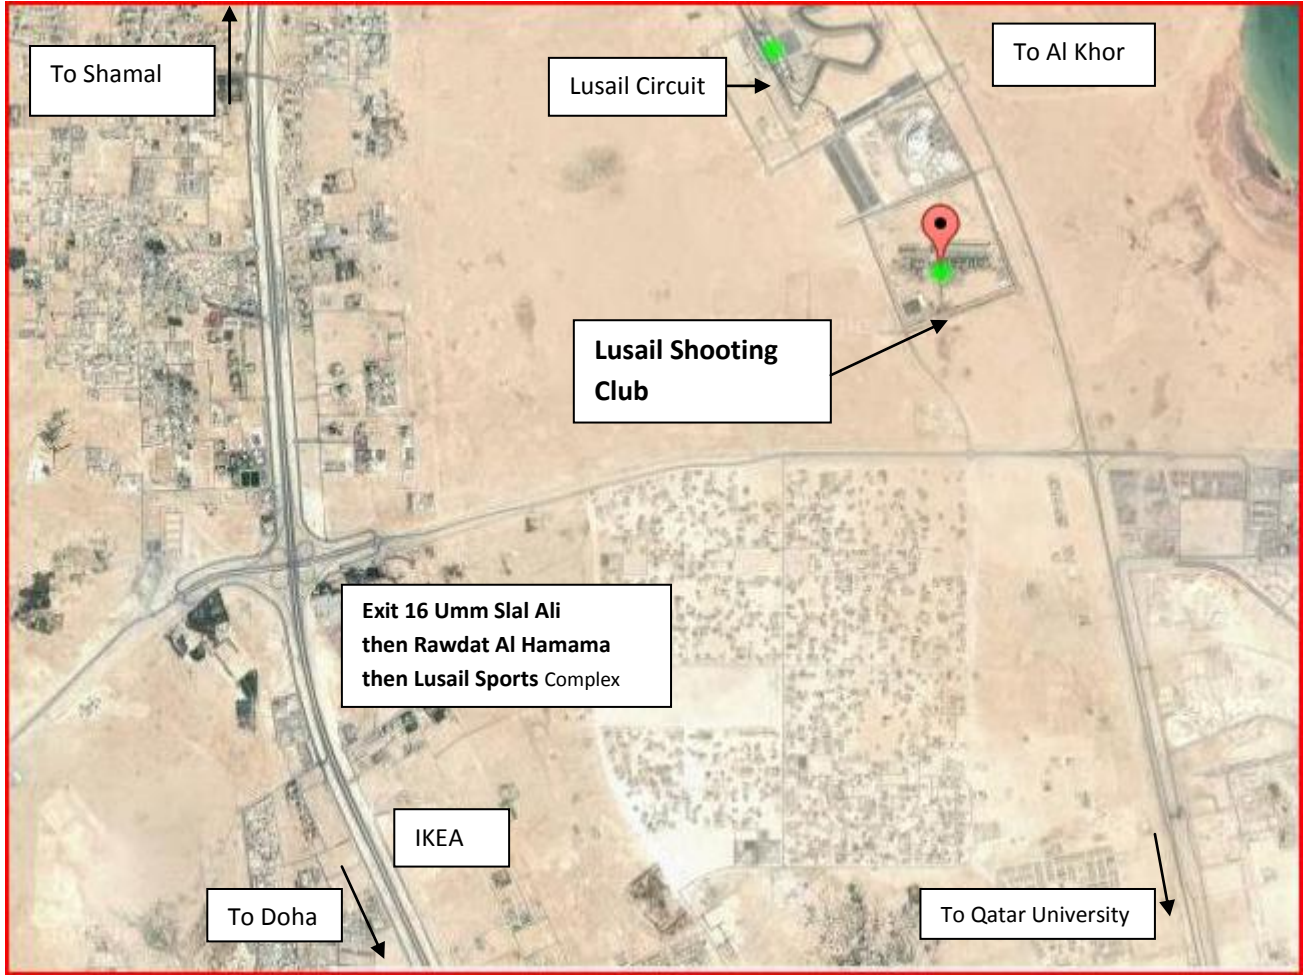 To Shamal
To Al Khor
Lusail Circuit
Lusail Shooting
Club
Exit 16 Umm Slal Ali
then Rawdat Al Hamama
then Lusail Sports Complex
IKEA
To Doha
To Qatar University